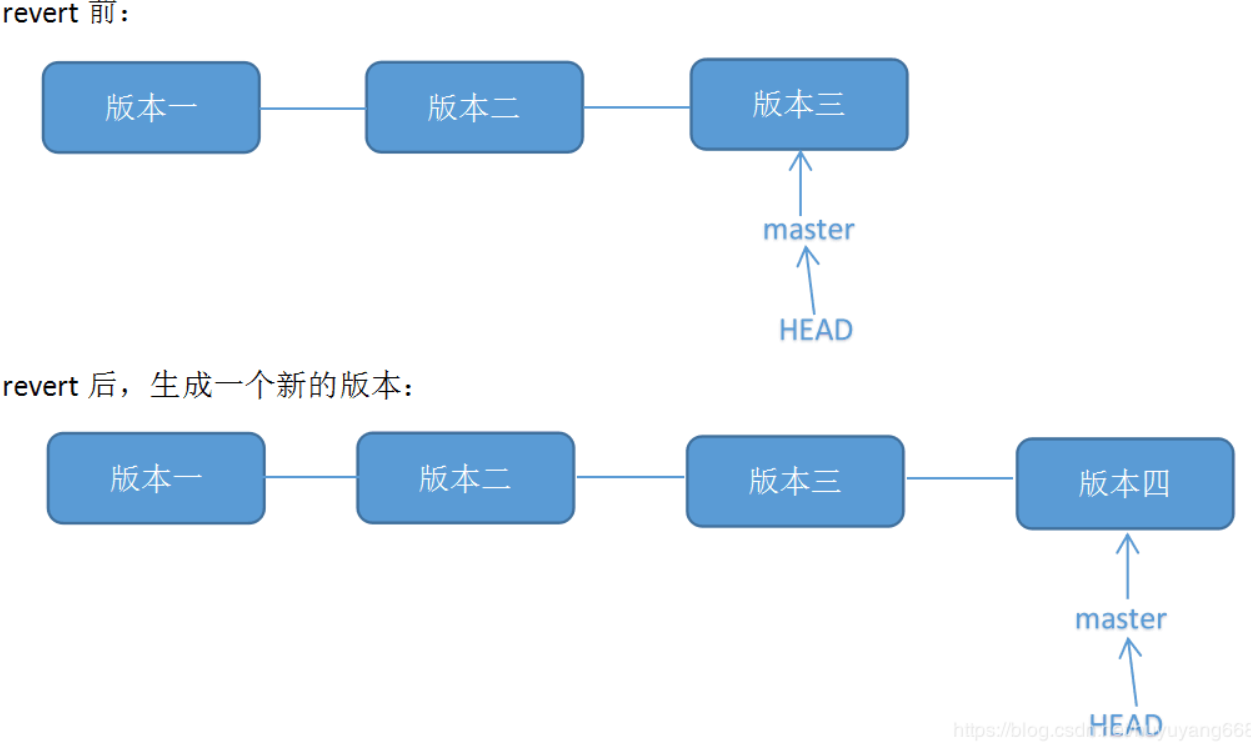 revert 前：
版本一
版本二
版本三
master
HEAD
revert 后，生成一个新的版本：
版本一
版本二
版本三
版本四
master
HEAD
https://blog.csdn.